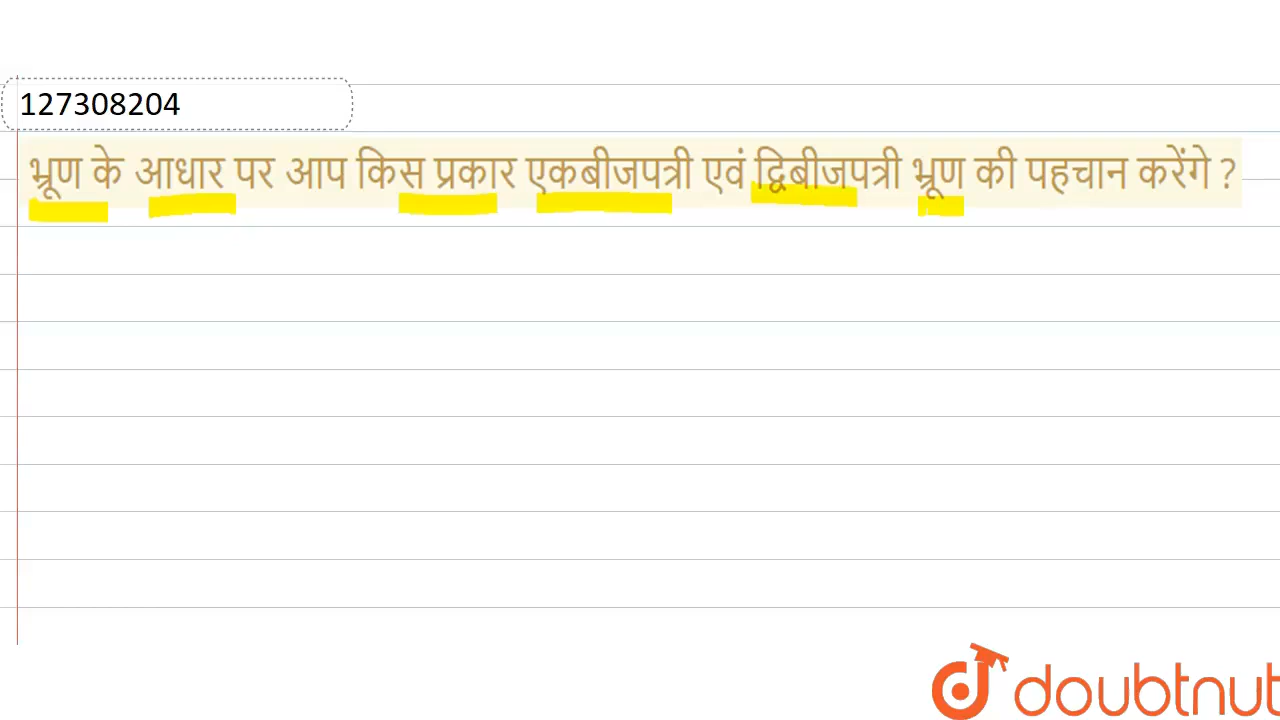 127308204
भ्रूण के आधार पर आप किस प्रकार एकबीजपत्री एवं द्विबीजपत्री भ्रूण की पहचान करेंगे ?
doubtnut